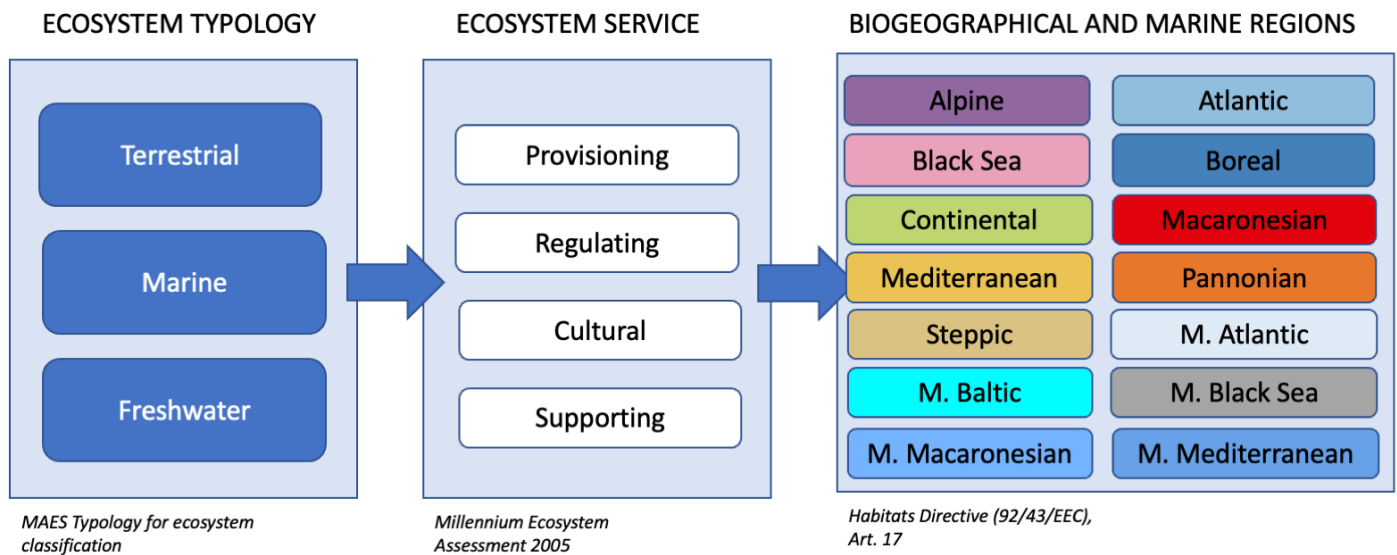 ECOSYSTEM TYPOLOGY
Terrestrial
Marine
Freshwater
MAES Typology for ecosystem
classification
ECOSYSTEM SERVICE
Provisioning
Regulating
Cultural
Supporting
Millennium Ecosystem
Assessment 2005
BIOGEOGRAPHICAL AND MARINE REGIONS
Alpine
Atlantic
Black Sea
Boreal
Continental
Macaronesian
Mediterranean
Pannonian
Steppic
M. Atlantic
M. Baltic
M. Black Sea
M. Macaronesian
M. Mediterranean
Habitats Directive (92/43/EEC),
Art. 17